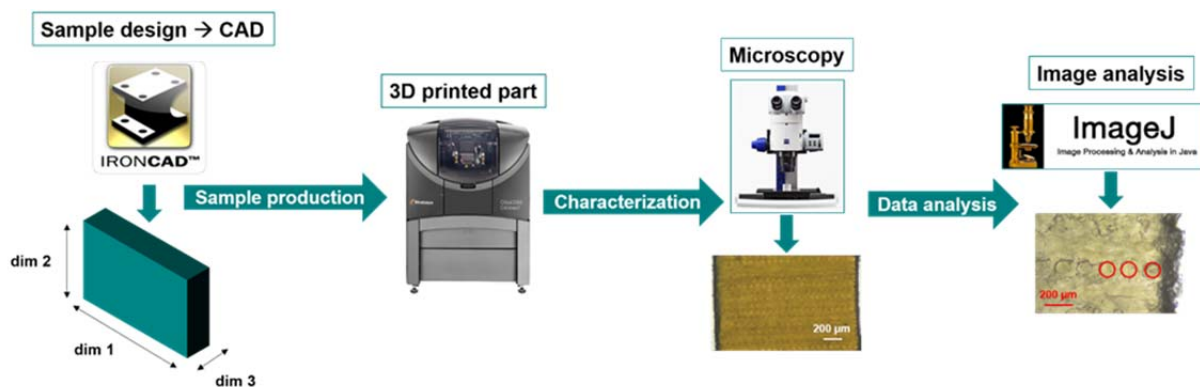 Sample design → CAD
IRONCAD™
dim 2
dim 1
dim 3
Sample production
3D printed part
Characterization
Microscopy
200 µm
Data analysis
Image analysis
ImageJ
Image Processing & Analysis in Java
200 µm